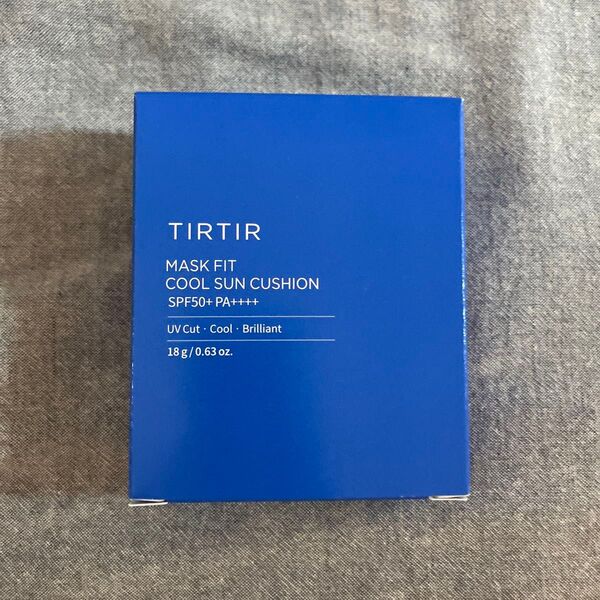 TIRTIR
MASK FIT
COOL SUN CUSHION
SPF50+ PA++++
UV Cut · Cool · Brilliant
18 g / 0.63 oz.